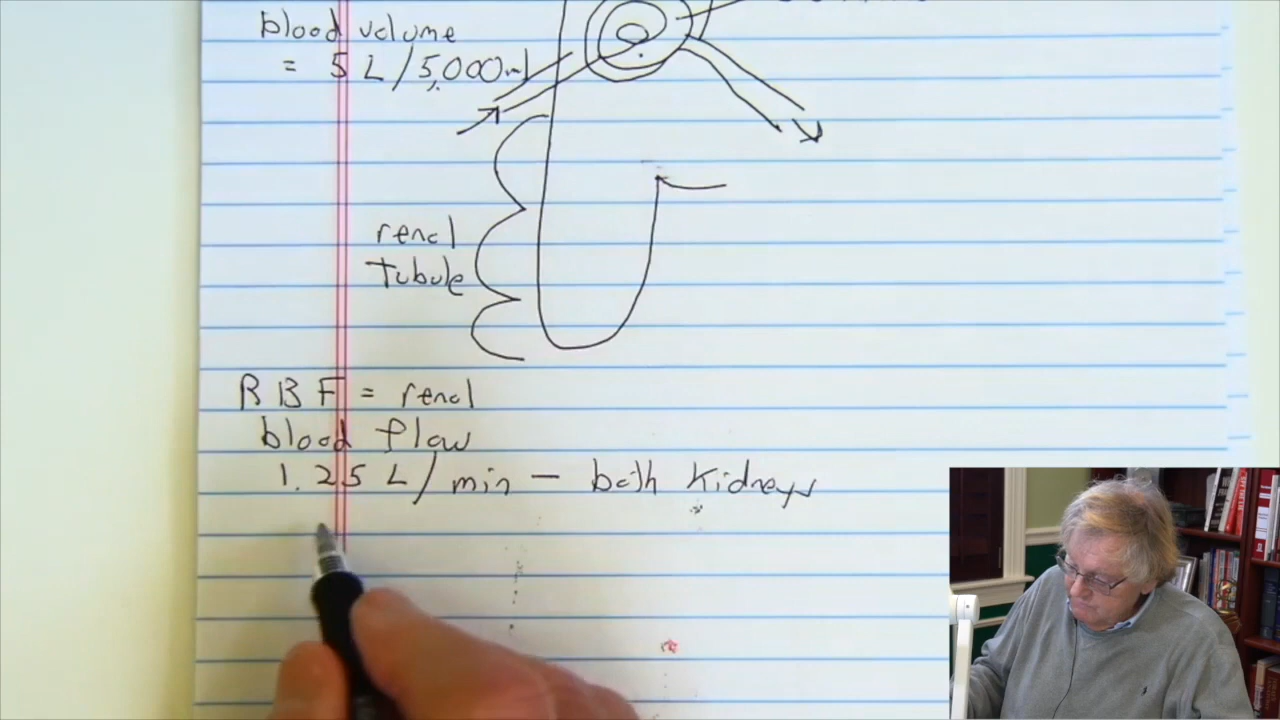 blood volume
= 5 L/5,000 ml
renal
tubule
RBF = renal
blood flow
1.25 L/min — both kidneys